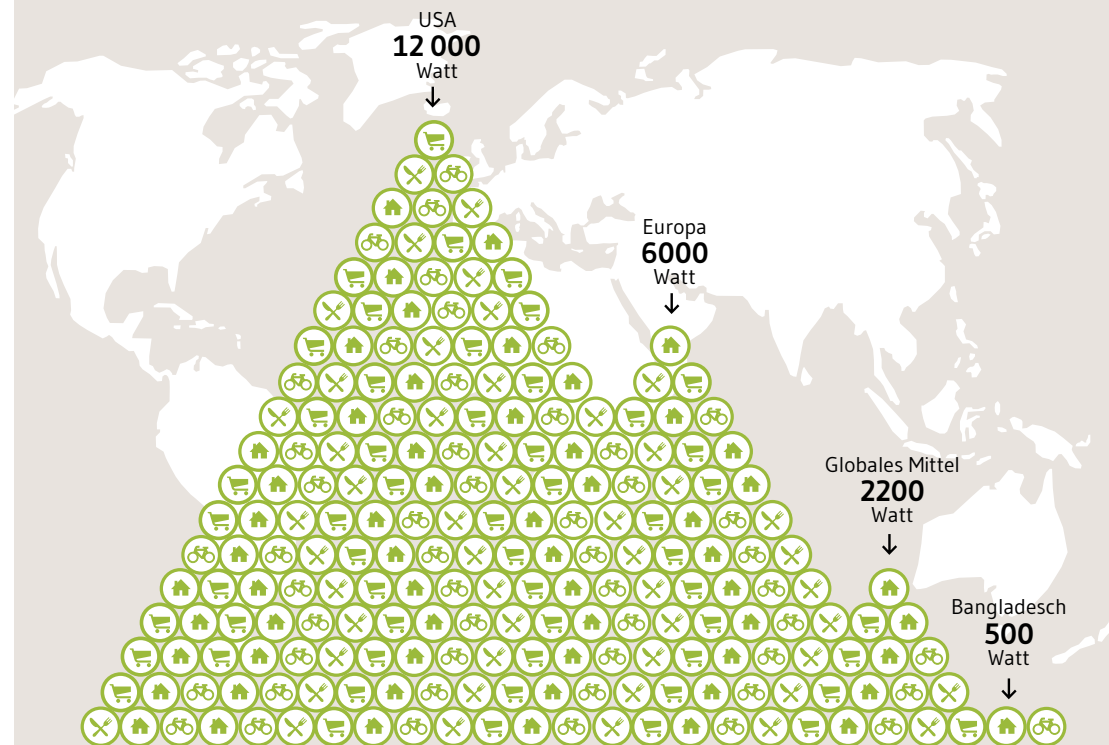 USA
12 000
Watt
Europa
6000
Watt
Globales Mittel
2200
Watt
Bangladesch
500
Watt